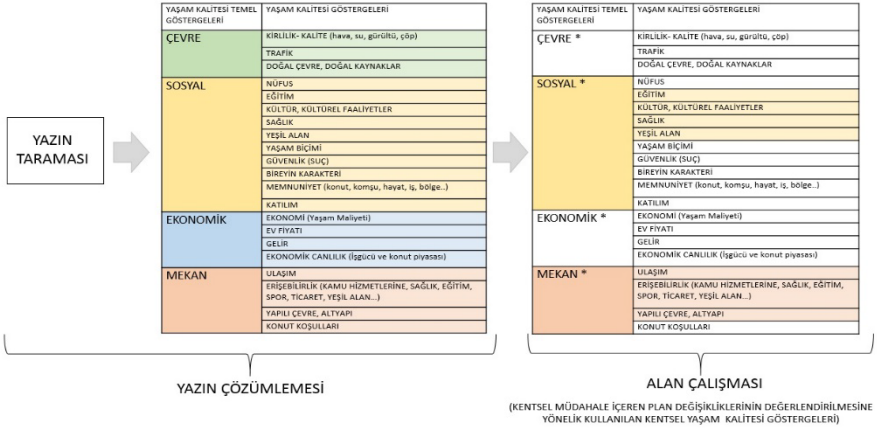 YAZIN
TARAMASI
YAŞAM KALİTESİ TEMEL
GÖSTERGELERİ
YAŞAM KALİTESİ GÖSTERGELERİ
ÇEVRE
KİRLİLİK- KALİTE (hava, su, gürültü, çöp)
TRAFİK
DOĞAL ÇEVRE, DOĞAL KAYNAKLAR
SOSYAL
NÜFUS
EĞİTİM
KÜLTÜR, KÜLTÜREL FAALİYETLER
SAĞLIK
YEŞİL ALAN
YAŞAM BİÇİMİ
GÜVENLİK (SUÇ)
BİREYİN KARAKTERİ
MEMNUNİYET (konut, komşu, hayat, iş, bölge..)
KATILIM
EKONOMİK
EKONOMİ (Yaşam Maliyeti)
EV FİYATI
GELİR
EKONOMİK CANLILIK (İşgücü ve konut piyasası)
MEKAN
ULAŞIM
ERİŞEBİLİRLİK (KAMU HİZMETLERİNE, SAĞLIK, EĞİTİM,
SPOR, TİCARET, YEŞİL ALAN...)
YAPILI ÇEVRE, ALTYAPI
KONUT KOŞULLARI
YAZIN ÇÖZÜMLEMESİ
YAŞAM KALİTESİ TEMEL
GÖSTERGELERİ
YAŞAM KALİTESİ GÖSTERGELERİ
ÇEVRE *
KİRLİLİK- KALİTE (hava, su, gürültü, çöp)
TRAFİK
DOĞAL ÇEVRE, DOĞAL KAYNAKLAR
SOSYAL *
NÜFUS
EĞİTİM
KÜLTÜR, KÜLTÜREL FAALİYETLER
SAĞLIK
YEŞİL ALAN
YAŞAM BİÇİMİ
GÜVENLİK (SUÇ)
BİREYİN KARAKTERİ
MEMNUNİYET (konut, komşu, hayat, iş, bölge..)
KATILIM
EKONOMİK *
EKONOMİ (Yaşam Maliyeti)
EV FİYATI
GELİR
EKONOMİK CANLILIK (İşgücü ve konut piyasası)
MEKAN *
ULAŞIM
ERİŞEBİLİRLİK (KAMU HİZMETLERİNE, SAĞLIK, EĞİTİM,
SPOR, TİCARET, YEŞİL ALAN...)
YAPILI ÇEVRE, ALTYAPI
KONUT KOŞULLARI
ALAN ÇALIŞMASI
(KENTSEL MÜDAHALE İÇEREN PLAN DEĞİŞİKLİKLERİNİN DEĞERLENDİRİLMESİNE
YÖNELİK KULLANILAN KENTSEL YAŞAM KALİTESİ GÖSTERGELERİ)